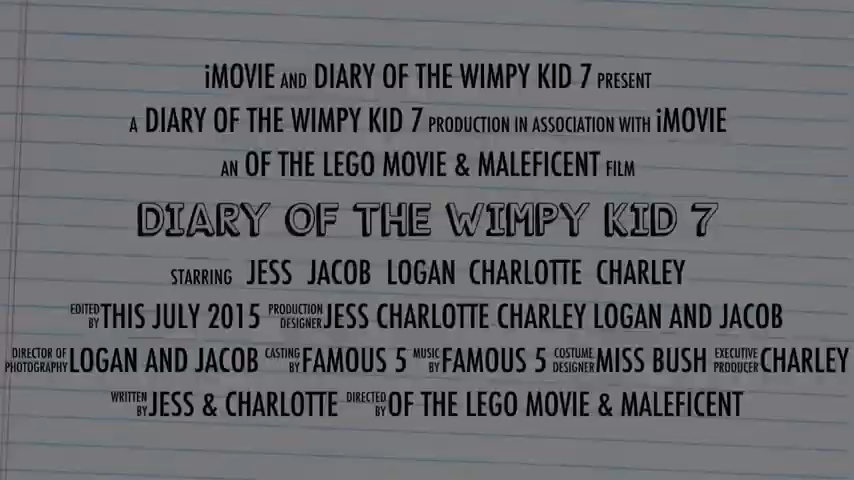 iMOVIE AND DIARY OF THE WIMPY KID 7 PRESENT
A DIARY OF THE WIMPY KID 7 PRODUCTION IN ASSOCIATION WITH iMOVIE
AN OF THE LEGO MOVIE & MALEFICENT FILM
DIARY OF THE WIMPY KID 7
STARRING JESS JACOB LOGAN CHARLOTTE CHARLEY
EDITED BY THIS JULY 2015 PRODUCTION DESIGNER JESS CHARLOTTE CHARLEY LOGAN AND JACOB
DIRECTOR OF PHOTOGRAPHY LOGAN AND JACOB CASTING BY FAMOUS 5 MUSIC BY FAMOUS 5 COSTUME DESIGNER MISS BUSH EXECUTIVE PRODUCER CHARLEY
WRITTEN BY JESS & CHARLOTTE DIRECTED BY OF THE LEGO MOVIE & MALEFICENT